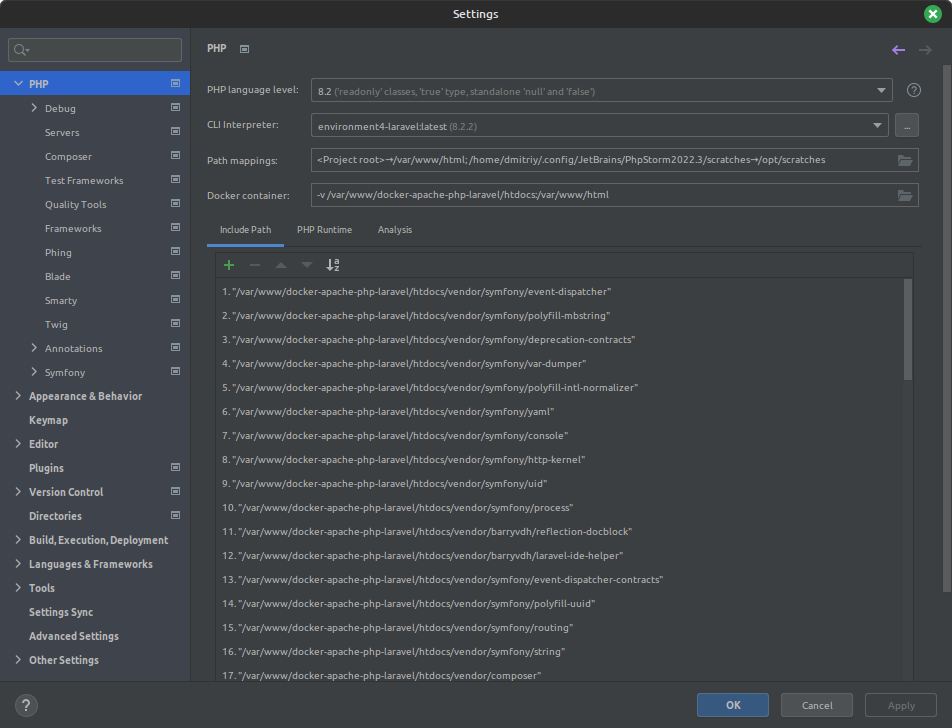 Settings
PHP
Debug
Servers
Composer
Test Frameworks
Quality Tools
Frameworks
Phing
Blade
Smarty
Twig
Annotations
Symfony
Appearance & Behavior
Keymap
Editor
Plugins
Version Control
Directories
Build, Execution, Deployment
Languages & Frameworks
Tools
Settings Sync
Advanced Settings
Other Settings
PHP
PHP language level: 8.2 ('readonly' classes, 'true' type, standalone 'null' and 'false')
CLI Interpreter: environment4-laravel:latest (8.2.2) ...
Path mappings: <Project root>→/var/www/html; /home/dmitriy/.config/JetBrains/PhpStorm2022.3/scratches→/opt/scratches
Docker container: -v /var/www/docker-apache-php-laravel/htdocs:/var/www/html
Include Path PHP Runtime Analysis
1. "/var/www/docker-apache-php-laravel/htdocs/vendor/symfony/event-dispatcher"
2. "/var/www/docker-apache-php-laravel/htdocs/vendor/symfony/polyfill-mbstring"
3. "/var/www/docker-apache-php-laravel/htdocs/vendor/symfony/deprecation-contracts"
4. "/var/www/docker-apache-php-laravel/htdocs/vendor/symfony/var-dumper"
5. "/var/www/docker-apache-php-laravel/htdocs/vendor/symfony/polyfill-intl-normalizer"
6. "/var/www/docker-apache-php-laravel/htdocs/vendor/symfony/yaml"
7. "/var/www/docker-apache-php-laravel/htdocs/vendor/symfony/console"
8. "/var/www/docker-apache-php-laravel/htdocs/vendor/symfony/http-kernel"
9. "/var/www/docker-apache-php-laravel/htdocs/vendor/symfony/uid"
10. "/var/www/docker-apache-php-laravel/htdocs/vendor/symfony/process"
11. "/var/www/docker-apache-php-laravel/htdocs/vendor/barryvdh/reflection-docblock"
12. "/var/www/docker-apache-php-laravel/htdocs/vendor/barryvdh/laravel-ide-helper"
13. "/var/www/docker-apache-php-laravel/htdocs/vendor/symfony/event-dispatcher-contracts"
14. "/var/www/docker-apache-php-laravel/htdocs/vendor/symfony/polyfill-uuid"
15. "/var/www/docker-apache-php-laravel/htdocs/vendor/symfony/routing"
16. "/var/www/docker-apache-php-laravel/htdocs/vendor/symfony/string"
17. "/var/www/docker-apache-php-laravel/htdocs/vendor/composer"
? OK Cancel Apply